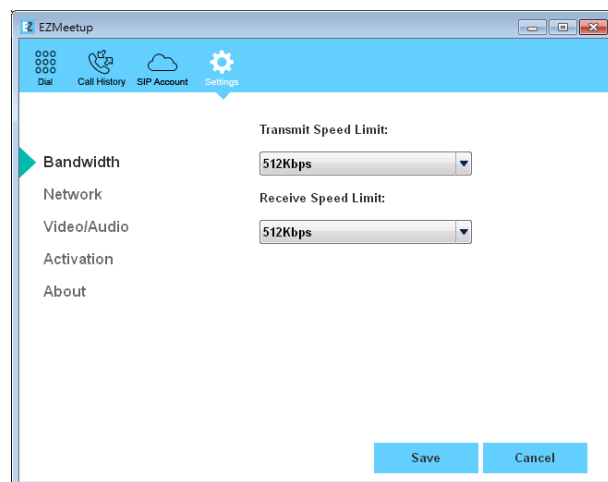 EZ EZMeetup
Dial Call History SIP Account Settings
Transmit Speed Limit:
Bandwidth
512Kbps
Network
Receive Speed Limit:
Video/Audio
512Kbps
Activation
About
Save Cancel